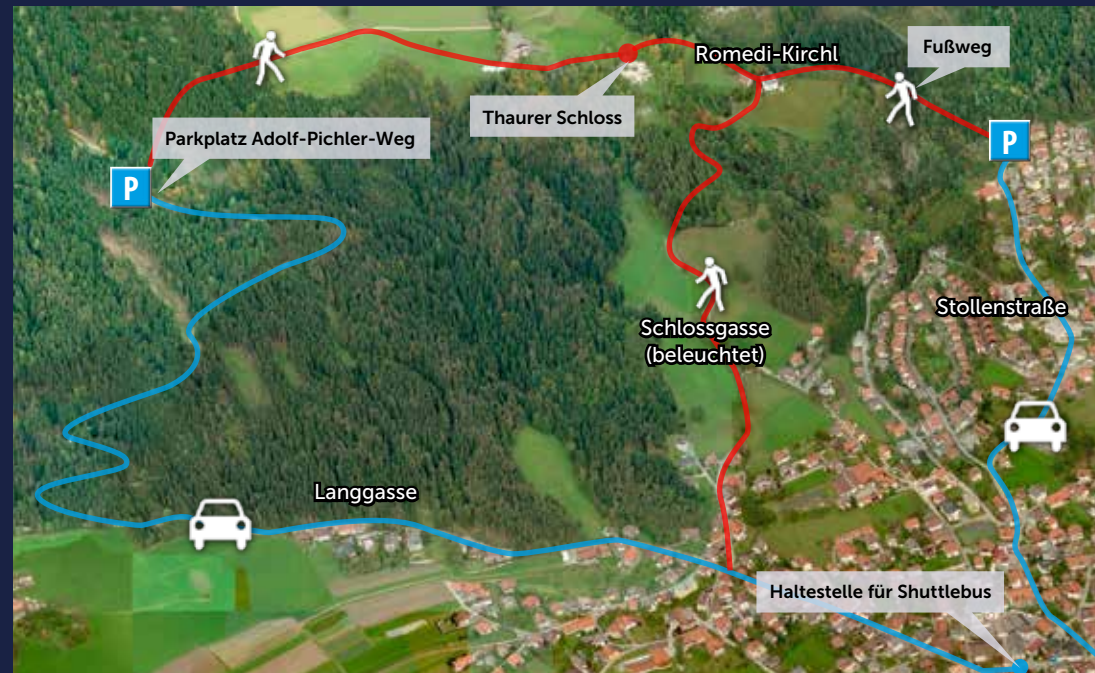 Romedi-Kirchl
Fußweg
Thaurer Schloss
Parkplatz Adolf-Pichler-Weg
P
P
Stollenstraße
Schlossgasse
(beleuchtet)
Langgasse
Haltestelle für Shuttlebus